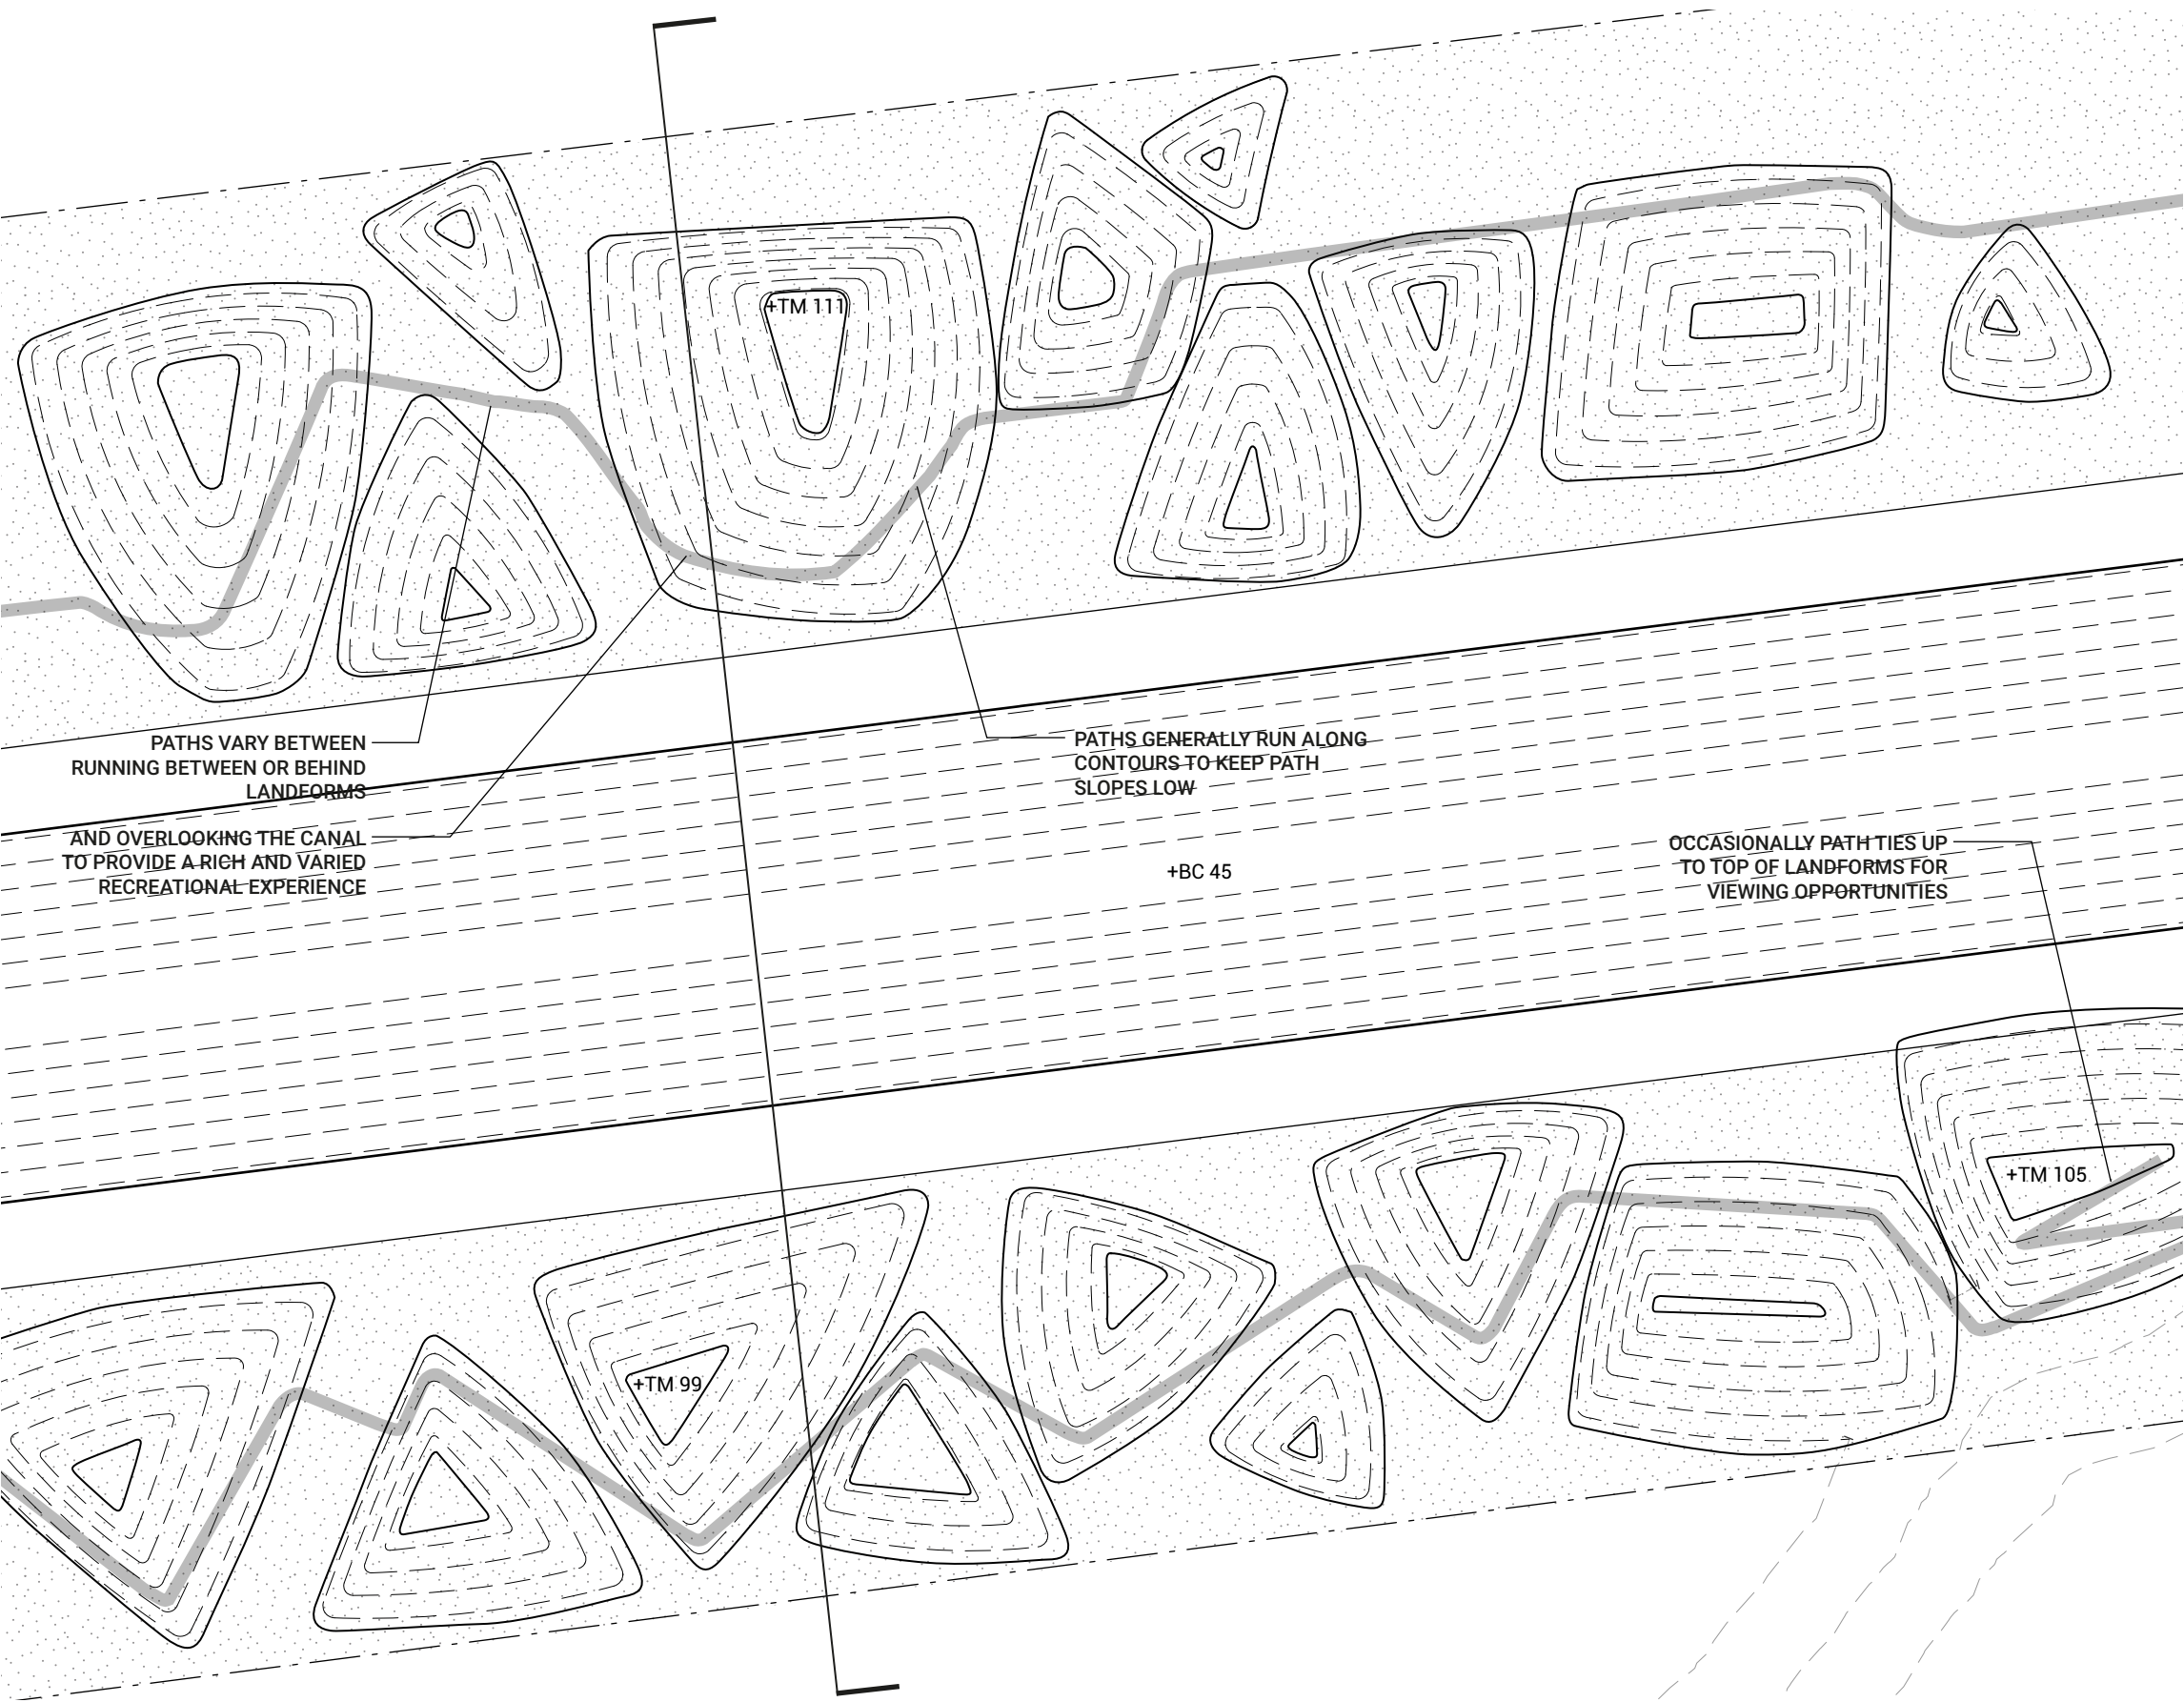 +TM 111
PATHS VARY BETWEEN
RUNNING BETWEEN OR BEHIND
LANDFORMS
PATHS GENERALLY RUN ALONG
CONTOURS TO KEEP PATH
SLOPES LOW
AND OVERLOOKING THE CANAL
TO PROVIDE A RICH AND VARIED
RECREATIONAL EXPERIENCE
+BC 45
OCCASIONALLY PATH TIES UP
TO TOP OF LANDFORMS FOR
VIEWING OPPORTUNITIES
+TM 105
+TM 99